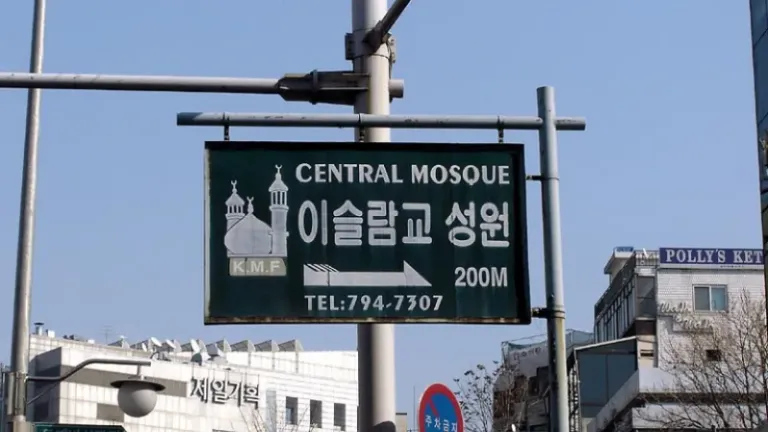 CENTRAL MOSQUE
이슬람교 성원
K.M.F
200M
TEL:794-7307
POLLY'S KET
제일기획
주차금지